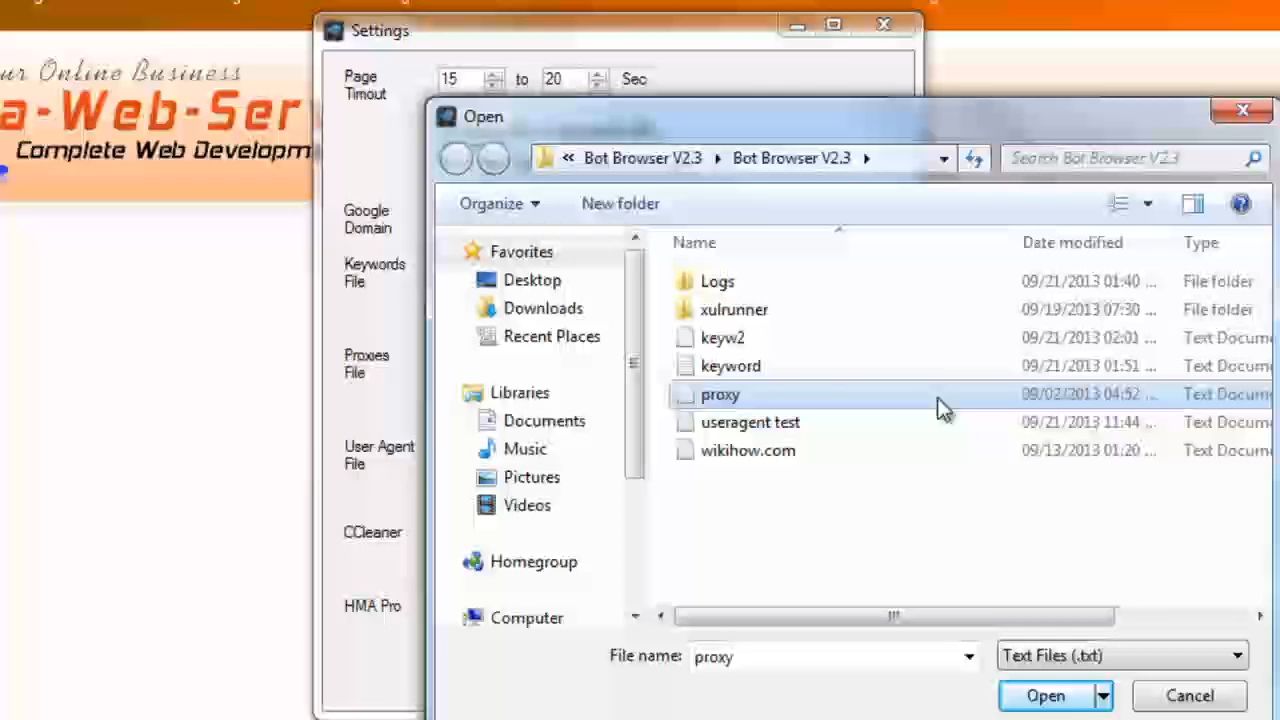 Settings
ur Online Business
a-Web-Ser
Complete Web Developm
Page Timout
15 to 20 Sec
Google Domain
Keywords File
Proxies File
User Agent File
CCleaner
HMA Pro
Open
« Bot Browser V2.3 Bot Browser V2.3
Search Bot Browser V2.3
Organize New folder
Favorites
Desktop
Downloads
Recent Places
Libraries
Documents
Music
Pictures
Videos
Homegroup
Computer
Name Date modified Type
Logs 09/21/2013 01:40 ... File folder
xulrunner 09/19/2013 07:30 ... File folder
keyw2 09/21/2013 02:01 ... Text Docum
keyword 09/21/2013 01:51 ... Text Docum
proxy 09/02/2013 04:52 ... Text Docum
useragent test 09/21/2013 11:44 ... Text Docum
wikihow.com 09/13/2013 01:20 ... Text Docum
File name: proxy Text Files (.txt)
Open Cancel